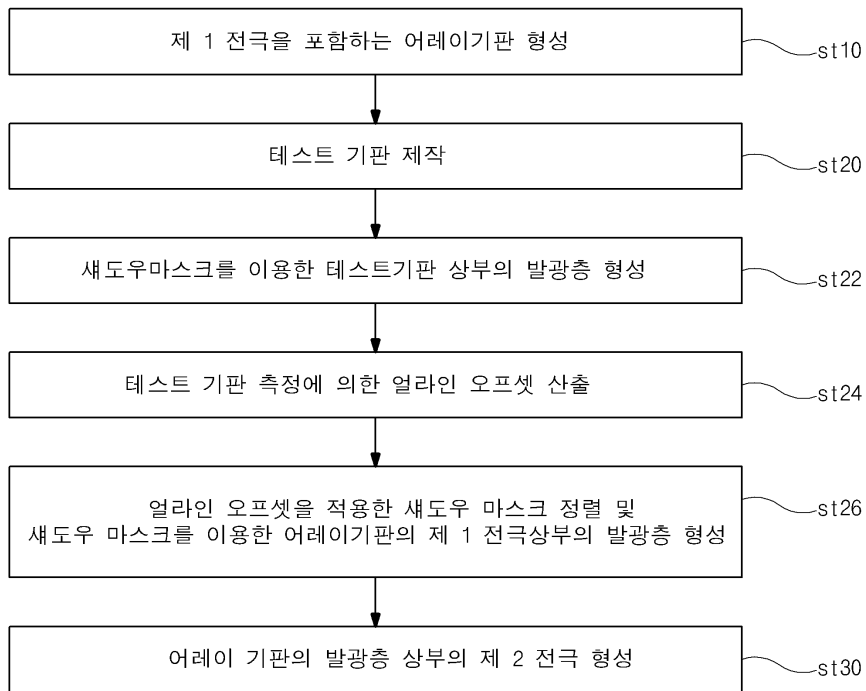 제 1 전극을 포함하는 어레이기판 형성
st10
테스트 기판 제작
st20
섀도우마스크를 이용한 테스트기판 상부의 발광층 형성
st22
테스트 기판 측정에 의한 얼라인 오프셋 산출
st24
얼라인 오프셋을 적용한 섀도우 마스크 정렬 및
섀도우 마스크를 이용한 어레이기판의 제 1 전극상부의 발광층 형성
st26
어레이 기판의 발광층 상부의 제 2 전극 형성
st30